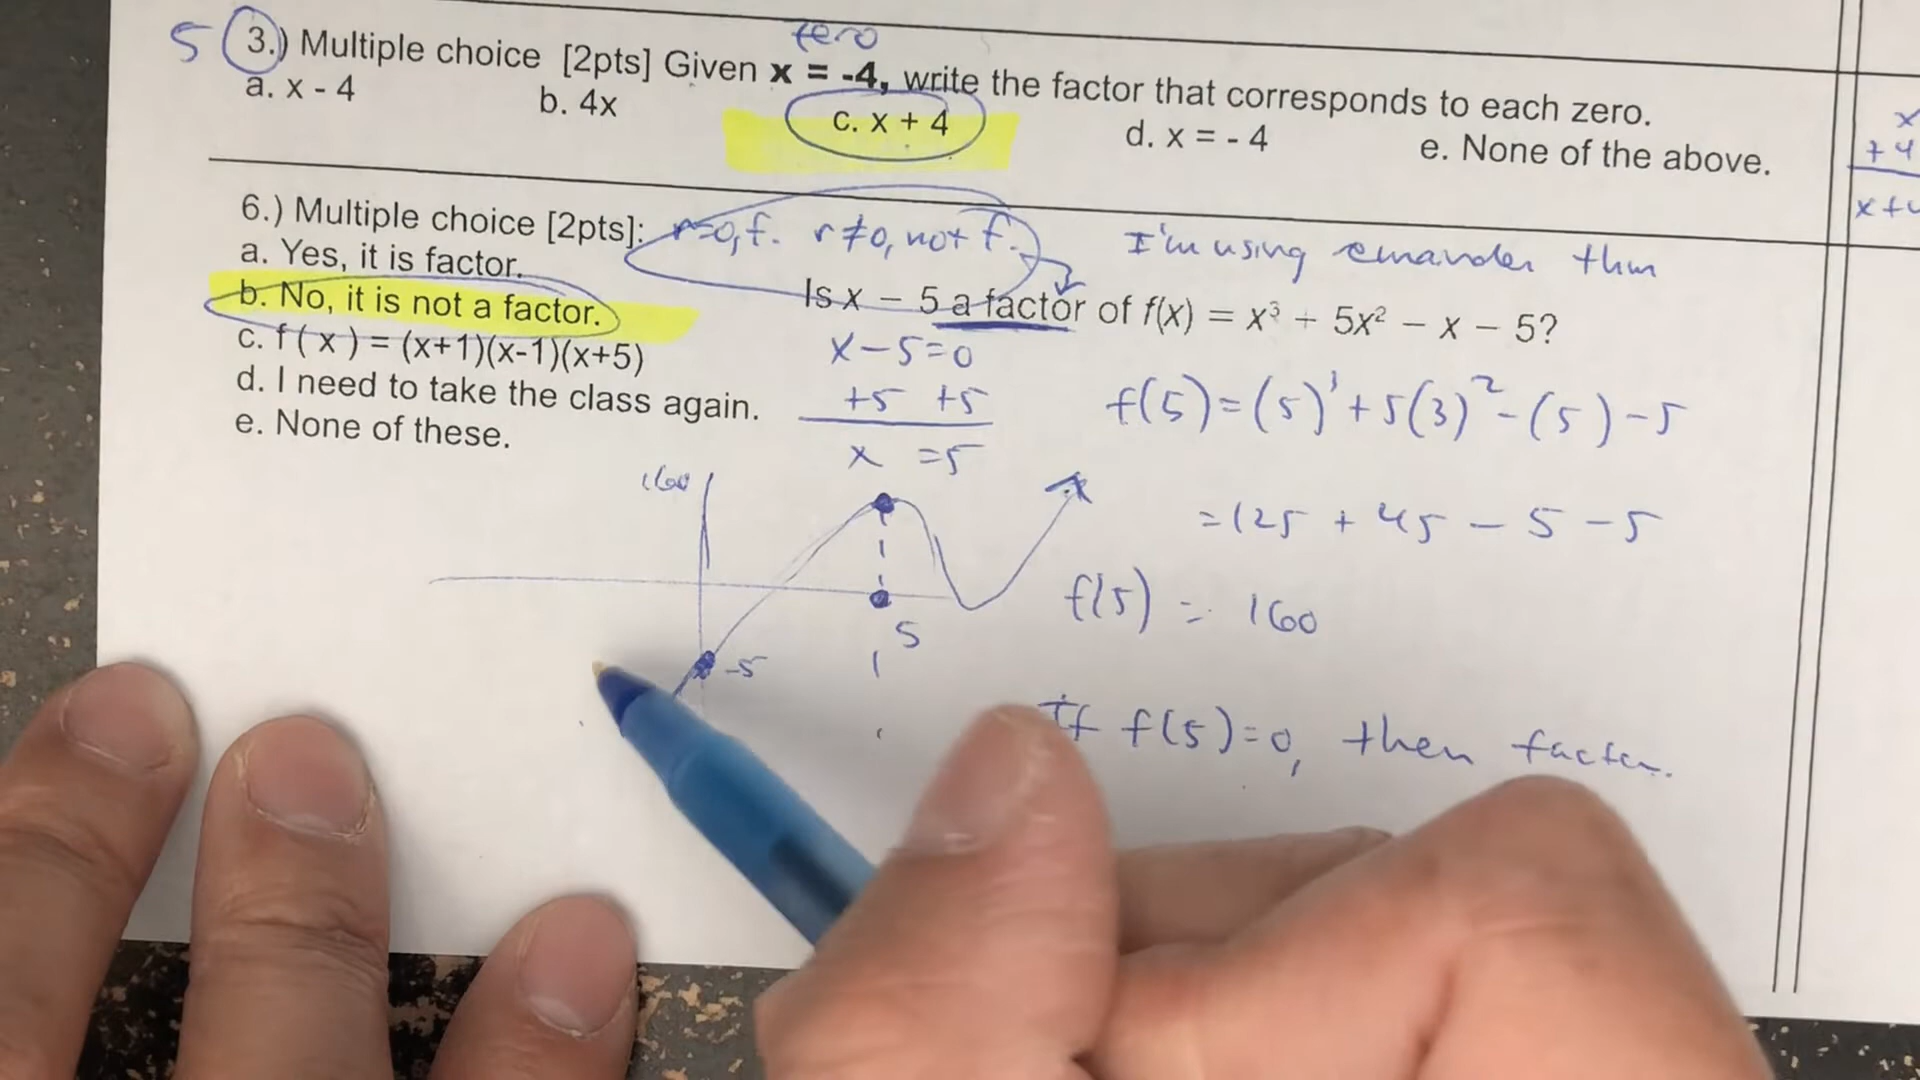 zero
5 3.) Multiple choice [2pts] Given x = -4, write the factor that corresponds to each zero.
a. x - 4 b. 4x c. x + 4 d. x = - 4 e. None of the above.
x
+ 4
x+4
6.) Multiple choice [2pts]: r=0, f. r ≠ 0, not f. I'm using remainder thm
a. Yes, it is factor.
b. No, it is not a factor. Is x – 5 a factor of f(x) = x³ + 5x² – x – 5?
c. f ( x ) = (x+1)(x-1)(x+5)
d. I need to take the class again.
e. None of these.
x-5=0
+5 +5
x =5
f(5)=(5)³+5(3)²-(5)-5
=125 + 45 - 5 - 5
f(5) = 160
If f(5)=0, then factor.
160
5
-5